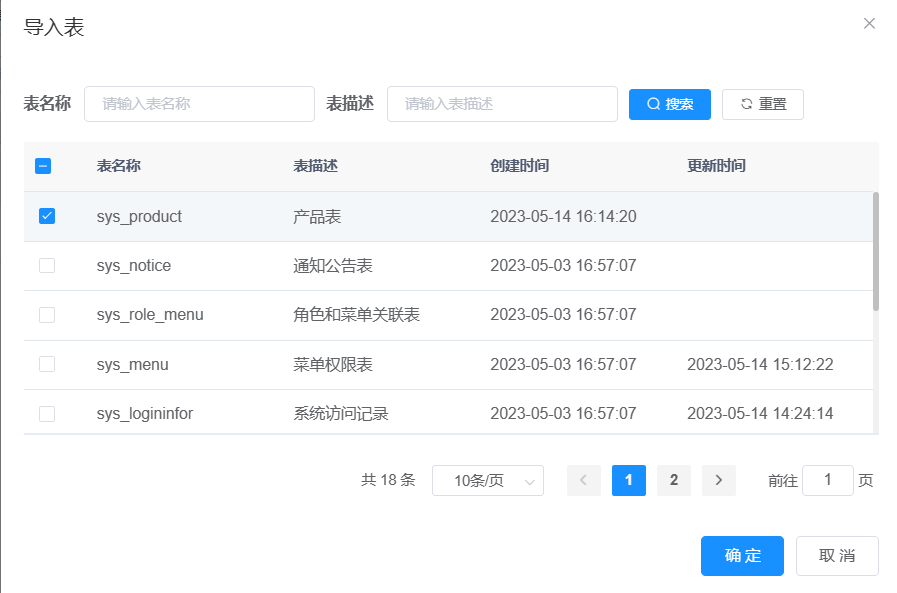 导入表
表名称 请输入表名称 表描述 请输入表描述 搜索 重置
表名称 表描述 创建时间 更新时间
sys_product 产品表 2023-05-14 16:14:20
sys_notice 通知公告表 2023-05-03 16:57:07
sys_role_menu 角色和菜单关联表 2023-05-03 16:57:07
sys_menu 菜单权限表 2023-05-03 16:57:07 2023-05-14 15:12:22
sys_logininfor 系统访问记录 2023-05-03 16:57:07 2023-05-14 14:24:14
共 18 条 10条/页 1 2 前往 1 页
确 定 取 消